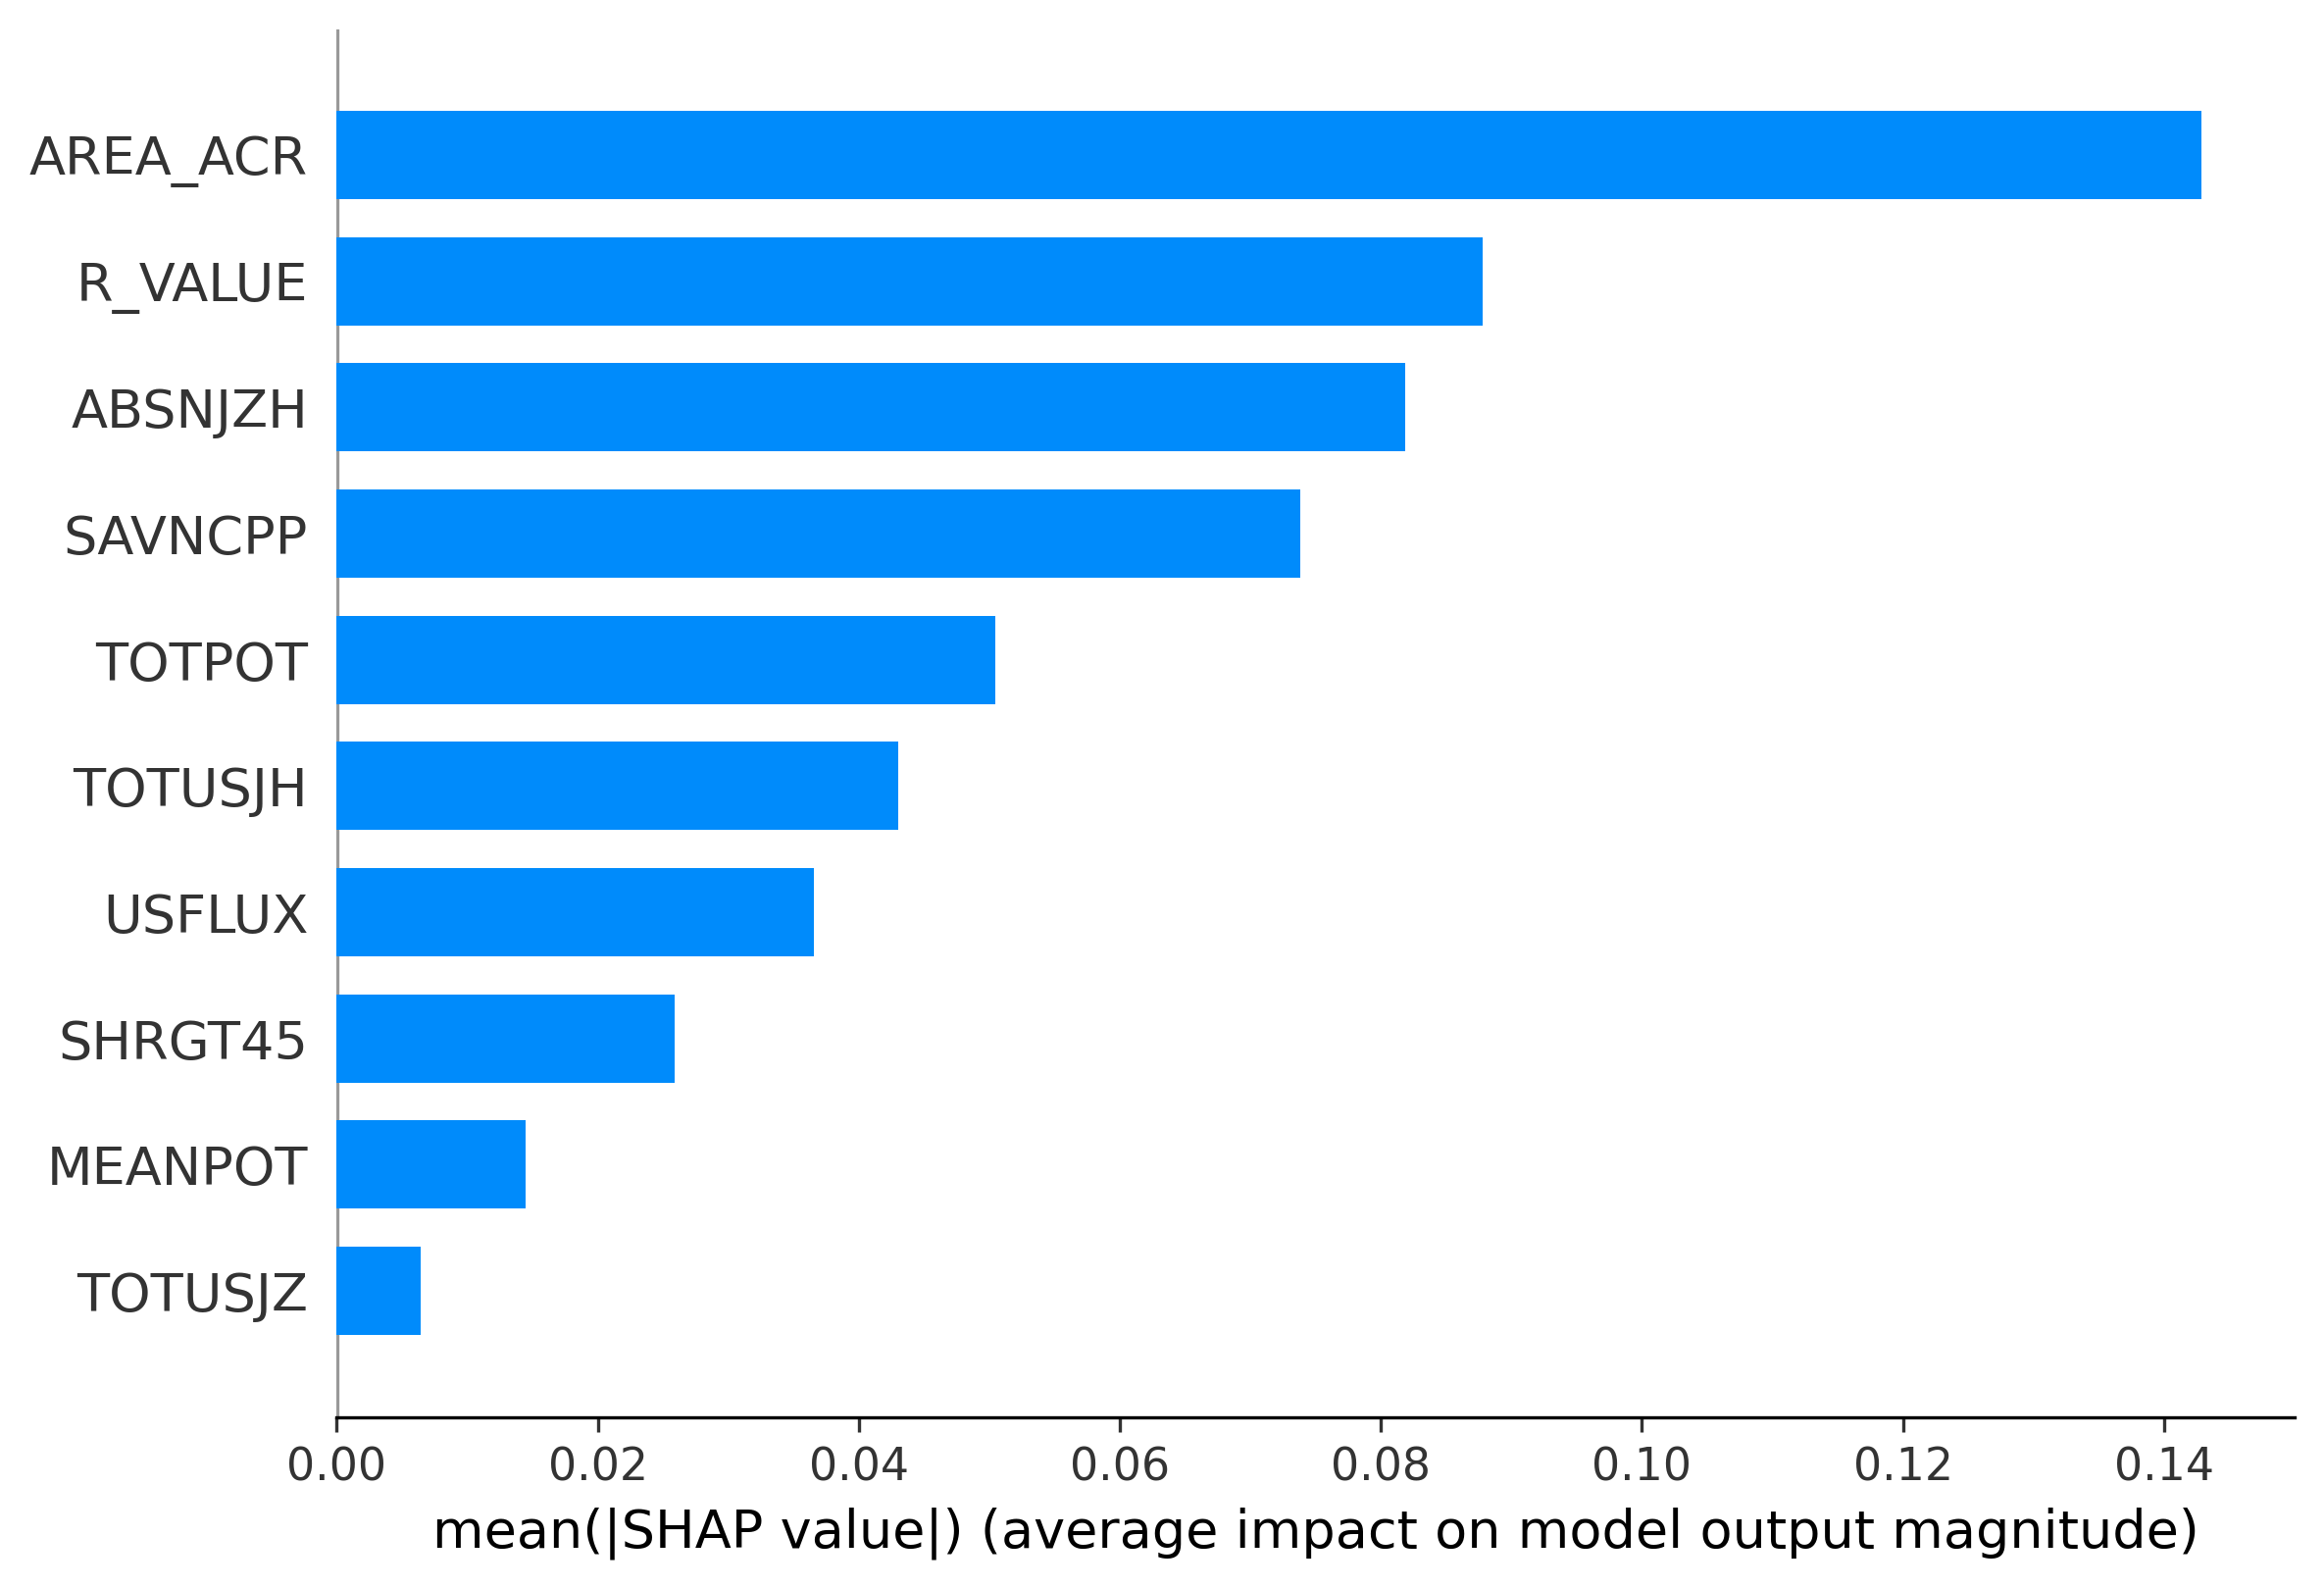 AREA_ACR
R_VALUE
ABSNJZH
SAVNCPP
TOTPOT
TOTUSJH
USFLUX
SHRGT45
MEANPOT
TOTUSJZ
0.00 0.02 0.04 0.06 0.08 0.10 0.12 0.14
mean(|SHAP value|) (average impact on model output magnitude)